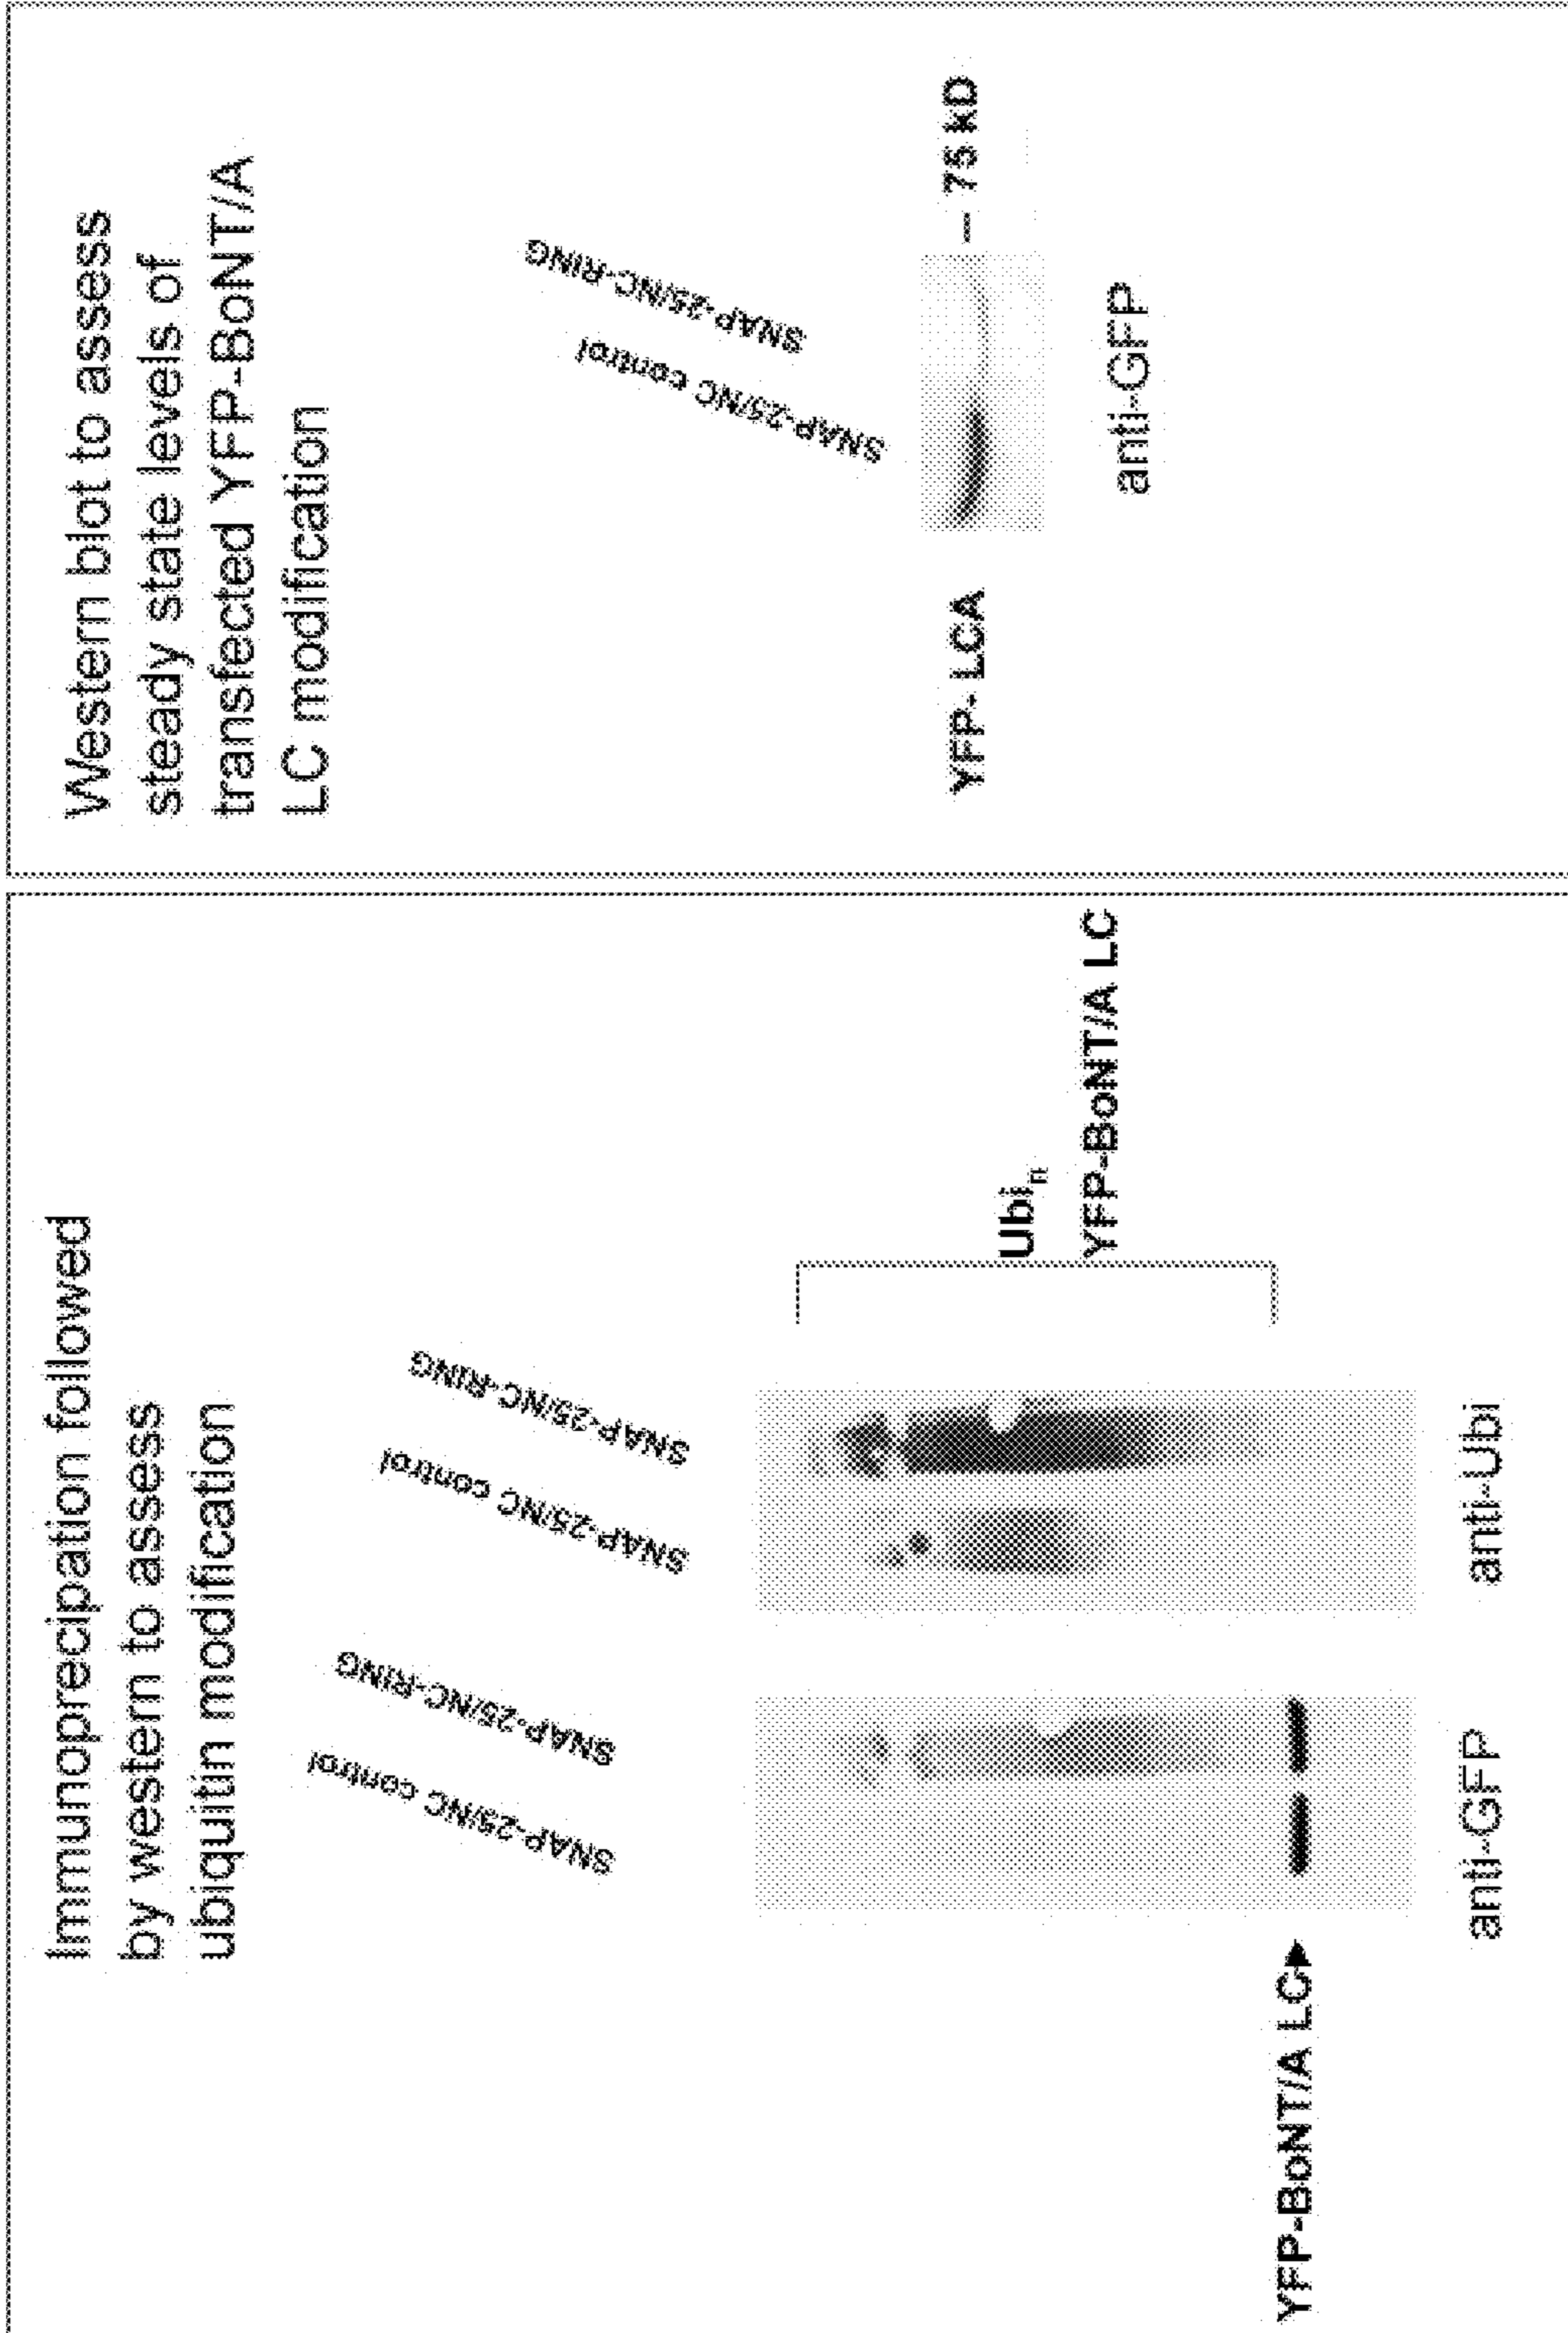 Immunoprecipation followed
by western to assess
ubiquitin modification
SNAP-25/NC control
SNAP-25/NC-RING
SNAP-25/NC control
SNAP-25/NC-RING
YFP-BoNT/A LC
Ubin
YFP-BoNT/A LC
anti-GFP
anti-Ubi
Western blot to assess
steady state levels of
transfected YFP-BoNT/A
LC modification
SNAP-25/NC control
SNAP-25/NC-RING
YFP- LCA
– 75 kD
anti-GFP